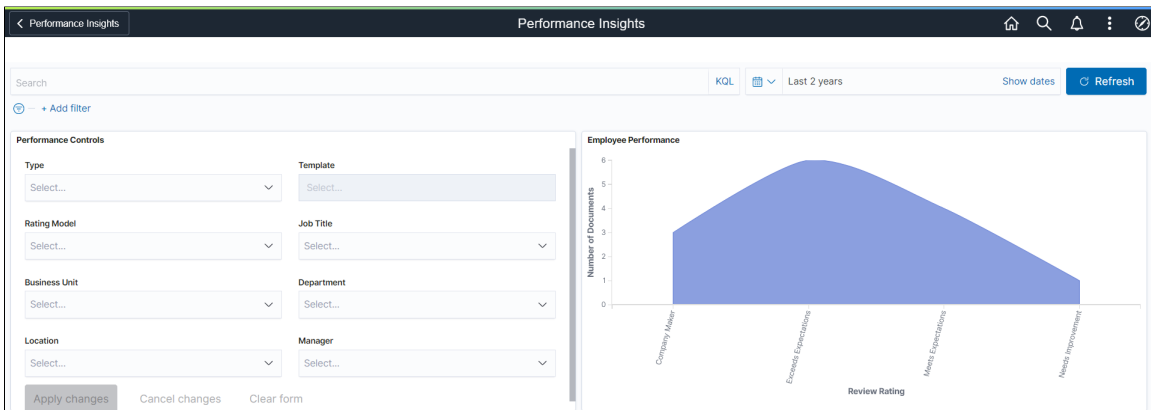 Performance Insights
Performance Insights
Search
KQL
Last 2 years
Show dates
Refresh
+ Add filter
Performance Controls
Type
Template
Select...
Select...
Rating Model
Job Title
Select...
Select...
Business Unit
Department
Select...
Select...
Location
Manager
Select...
Select...
Apply changes
Cancel changes
Clear form
Employee Performance
Number of Documents
6
5
4
3
2
1
0
Company Maker
Exceeds Expectations
Meets Expectations
Needs Improvement
Review Rating